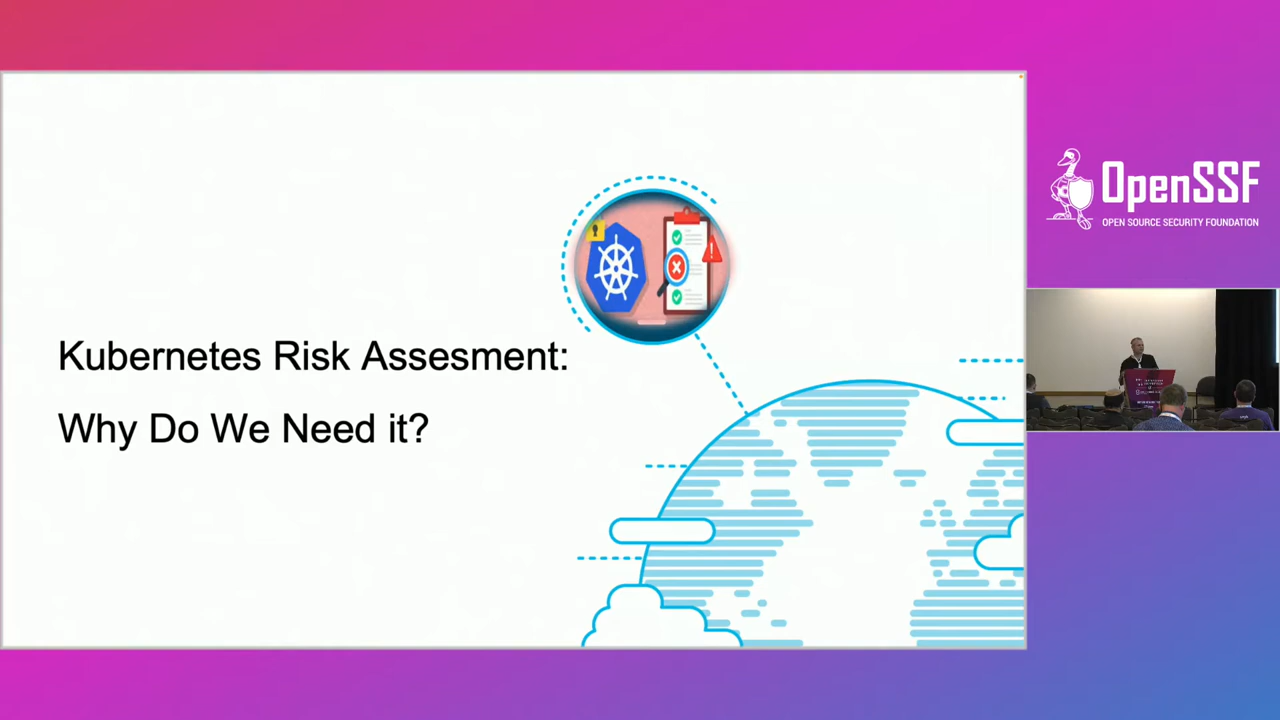 Kubernetes Risk Assesment:
Why Do We Need it?
OpenSSF
OPEN SOURCE SECURITY FOUNDATION